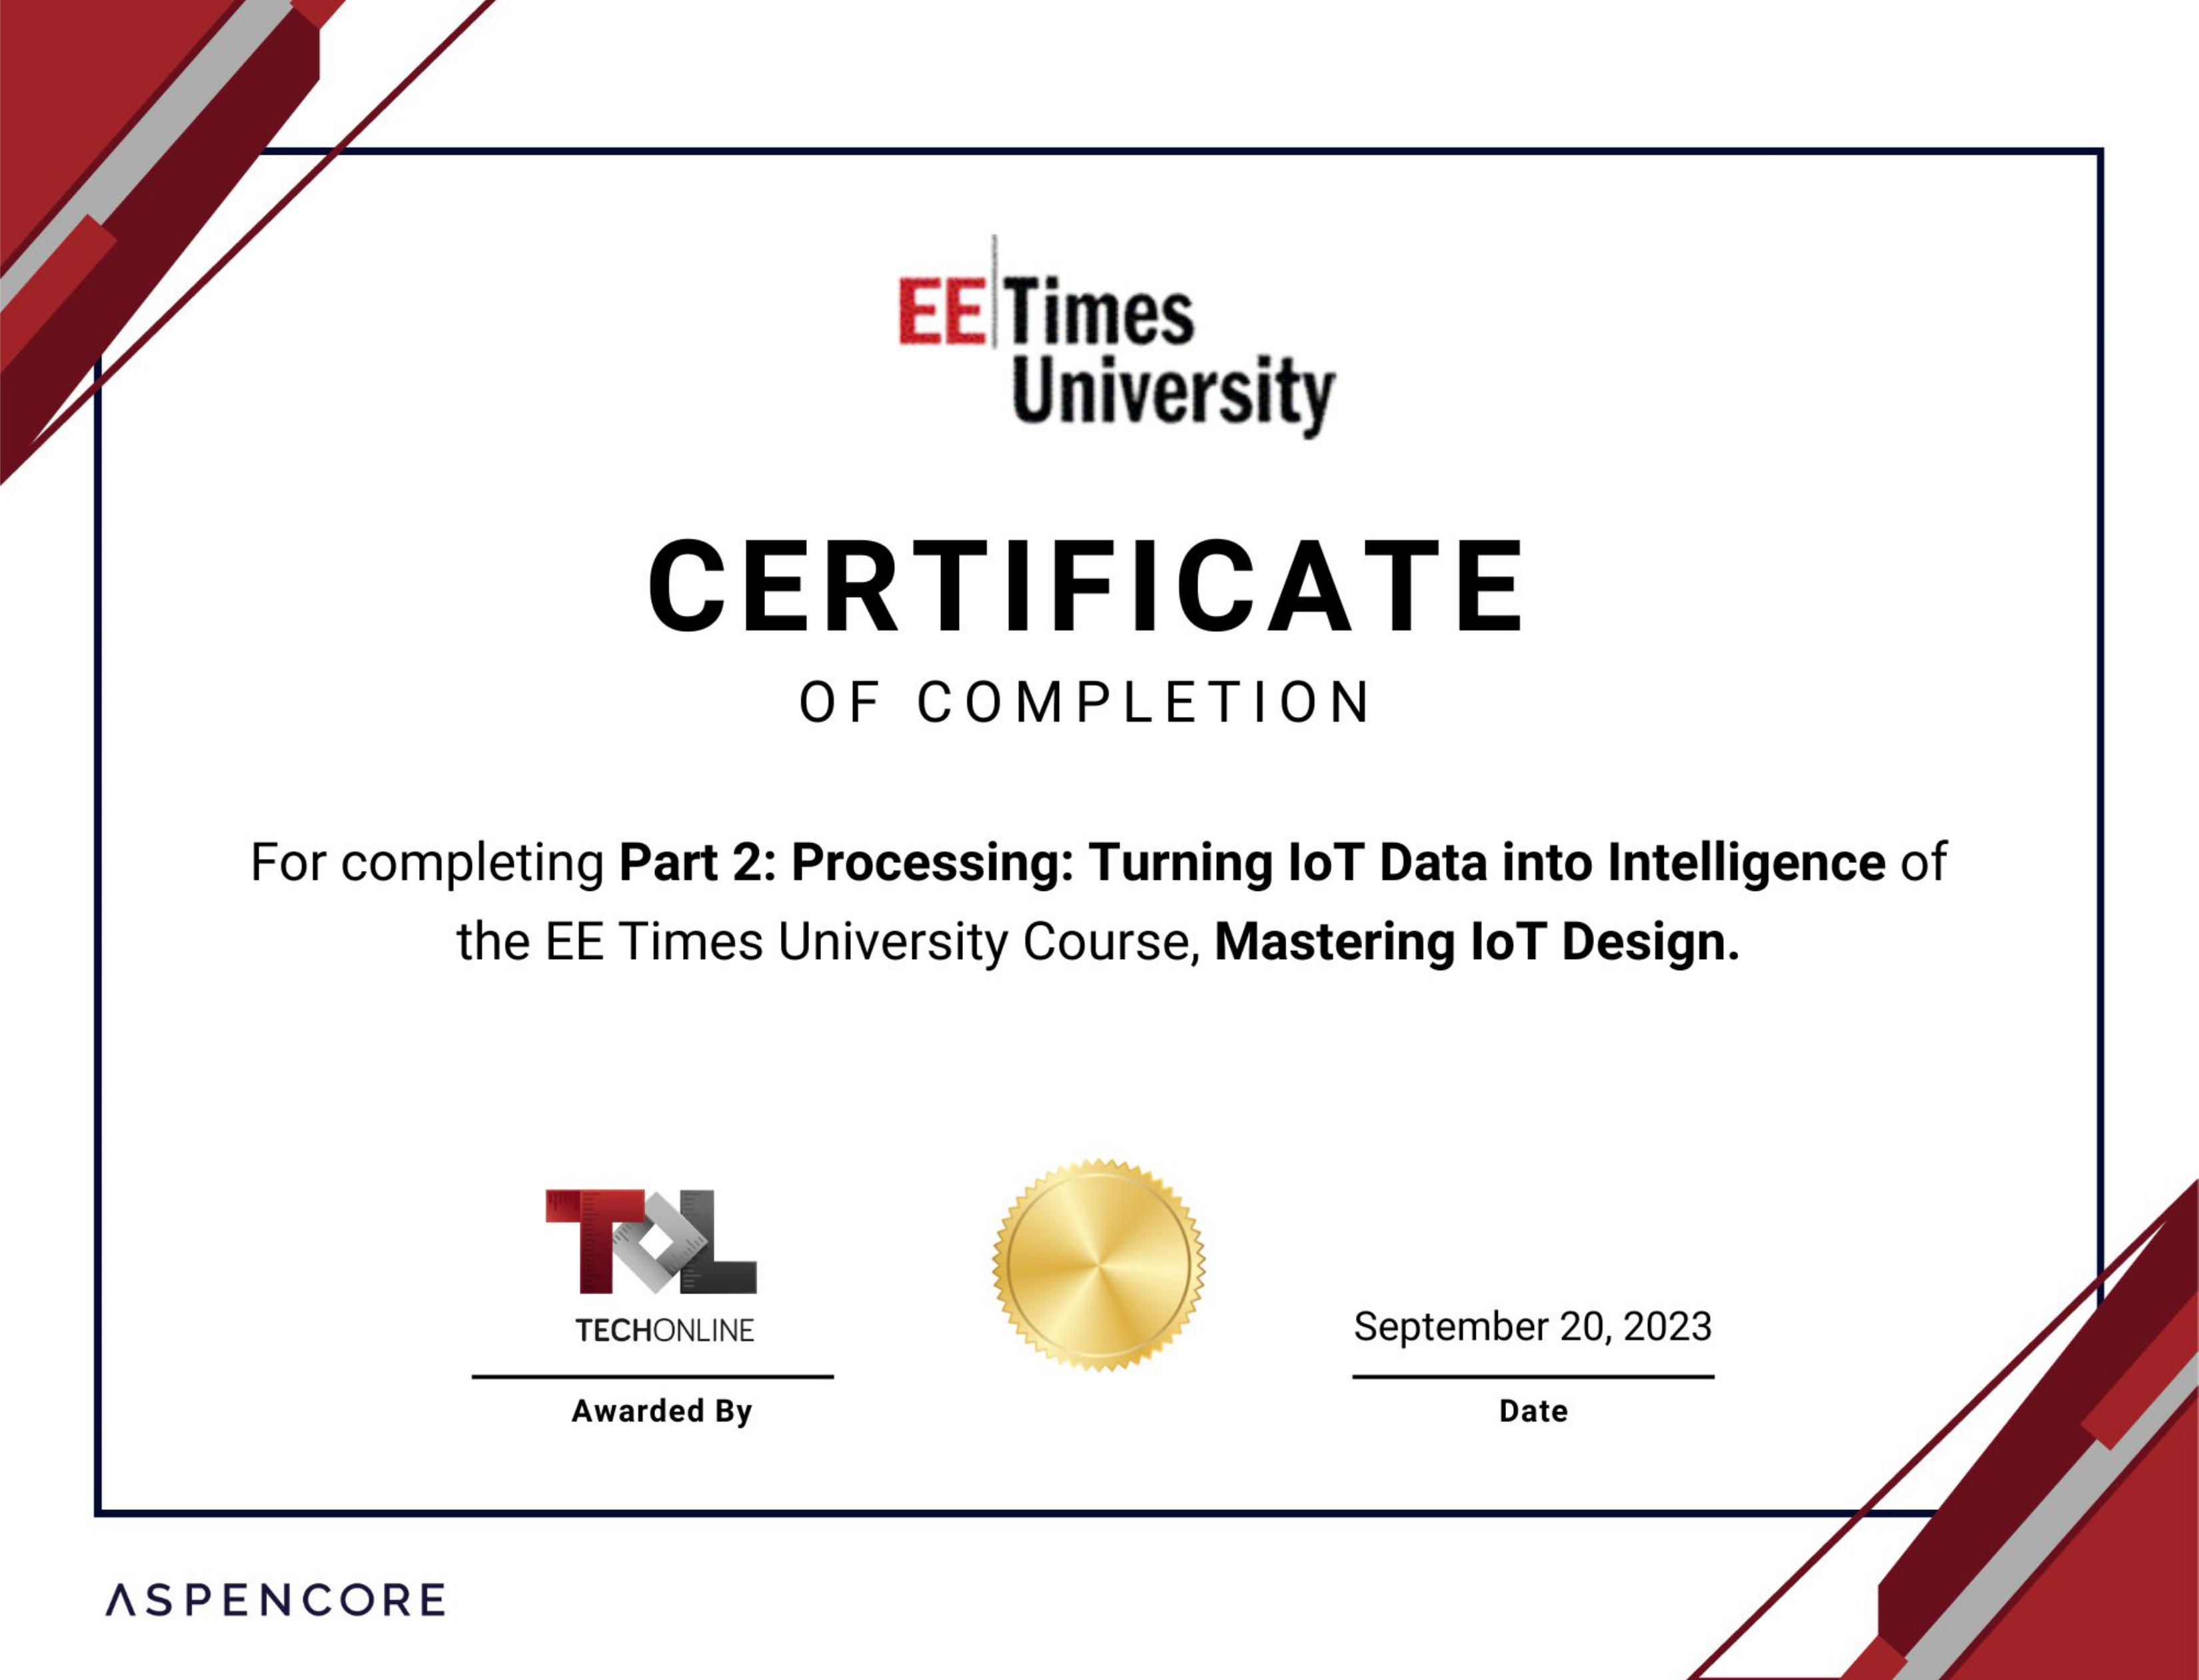 EE Times
University
CERTIFICATE
OF COMPLETION
For completing Part 2: Processing: Turning IoT Data into Intelligence of
the EE Times University Course, Mastering IoT Design.
TOL
TECHONLINE
Awarded By
September 20, 2023
Date
ASPENCORE